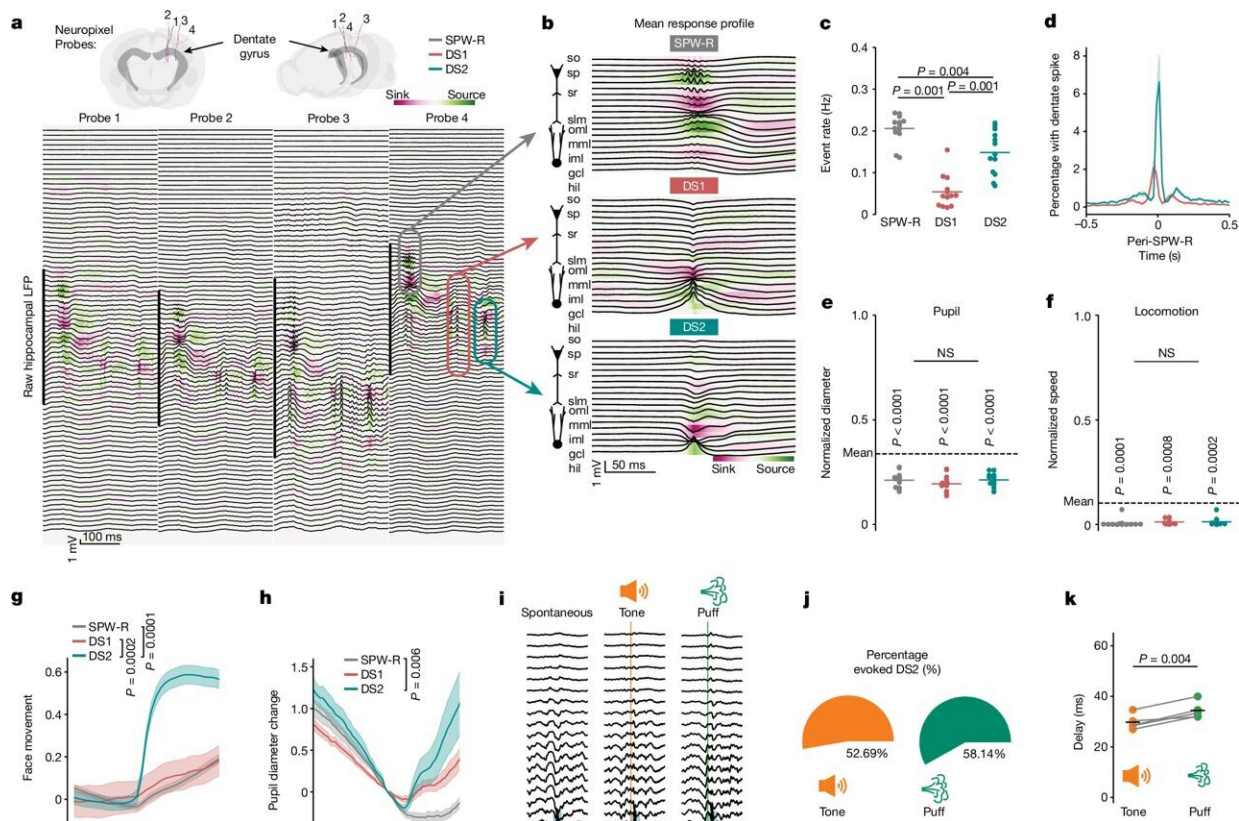 a
Neuropixel
Probes:
2
1 3
4
1
2
4
3
Dentate
gyrus
SPW-R
DS1
DS2
Sink Source
Probe 1 Probe 2 Probe 3 Probe 4
Raw hippocampal LFP
1 mV
100 ms
b
Mean response profile
SPW-R
so
sp
sr
slm
oml
mml
iml
gcl
hil
DS1
so
sp
sr
slm
oml
mml
iml
gcl
hil
DS2
so
sp
sr
slm
oml
mml
iml
gcl
hil
1 mV
50 ms
Sink Source
c
P = 0.004
P = 0.001 P = 0.001
Event rate (Hz)
0.4
0.3
0.2
0.1
0
SPW-R DS1 DS2
d
Percentage with dentate spike
8
6
4
2
0
–0.5 0 0.5
Peri-SPW-R
Time (s)
e
Pupil
NS
Normalized diameter
1.0
0.5
Mean
0
P < 0.0001
P < 0.0001
P < 0.0001
f
Locomotion
NS
Normalized speed
1.0
0.5
Mean
0
P = 0.0001
P = 0.0008
P = 0.0002
g
SPW-R
DS1
DS2
P = 0.0002
P = 0.0001
Face movement
0.6
0.4
0.2
0
h
SPW-R
DS1
DS2
P = 0.006
Pupil diameter change
1.5
1.0
0.5
0
i
Spontaneous Tone Puff
j
Percentage
evoked DS2 (%)
52.69% 58.14%
Tone Puff
k
P = 0.004
Delay (ms)
60
40
20
0
Tone Puff